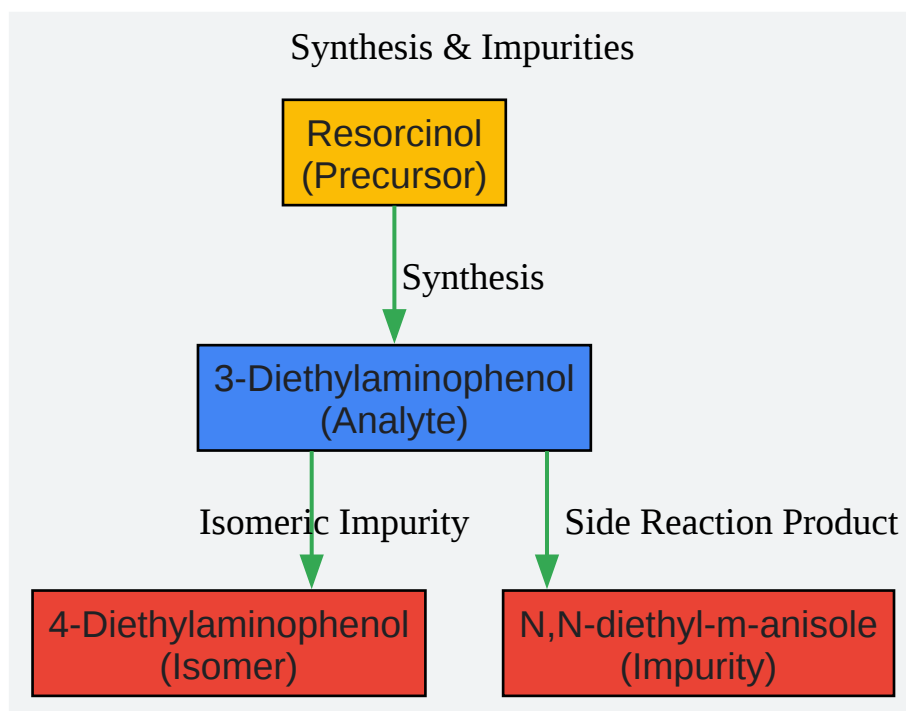 Synthesis & Impurities
Resorcinol
(Precursor)
Synthesis
3-Diethylaminophenol
(Analyte)
Isomeric Impurity
Side Reaction Product
4-Diethylaminophenol
(Isomer)
N,N-diethyl-m-anisole
(Impurity)